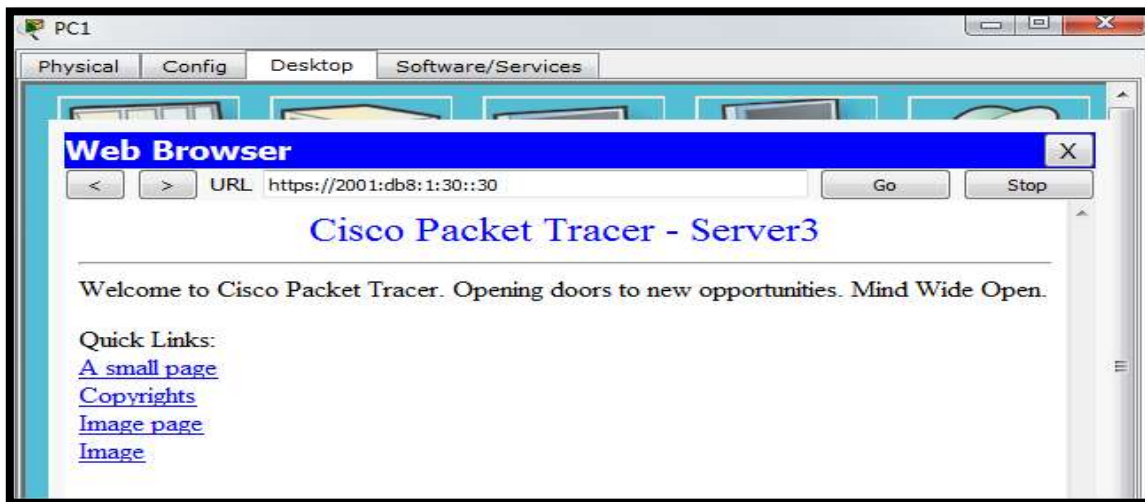 PC1
X
Physical Config Desktop Software/Services
Web Browser X
< > URL https://2001:db8:1:30::30 Go Stop
Cisco Packet Tracer - Server3
Welcome to Cisco Packet Tracer. Opening doors to new opportunities. Mind Wide Open.
Quick Links:
A small page
Copyrights
Image page
Image